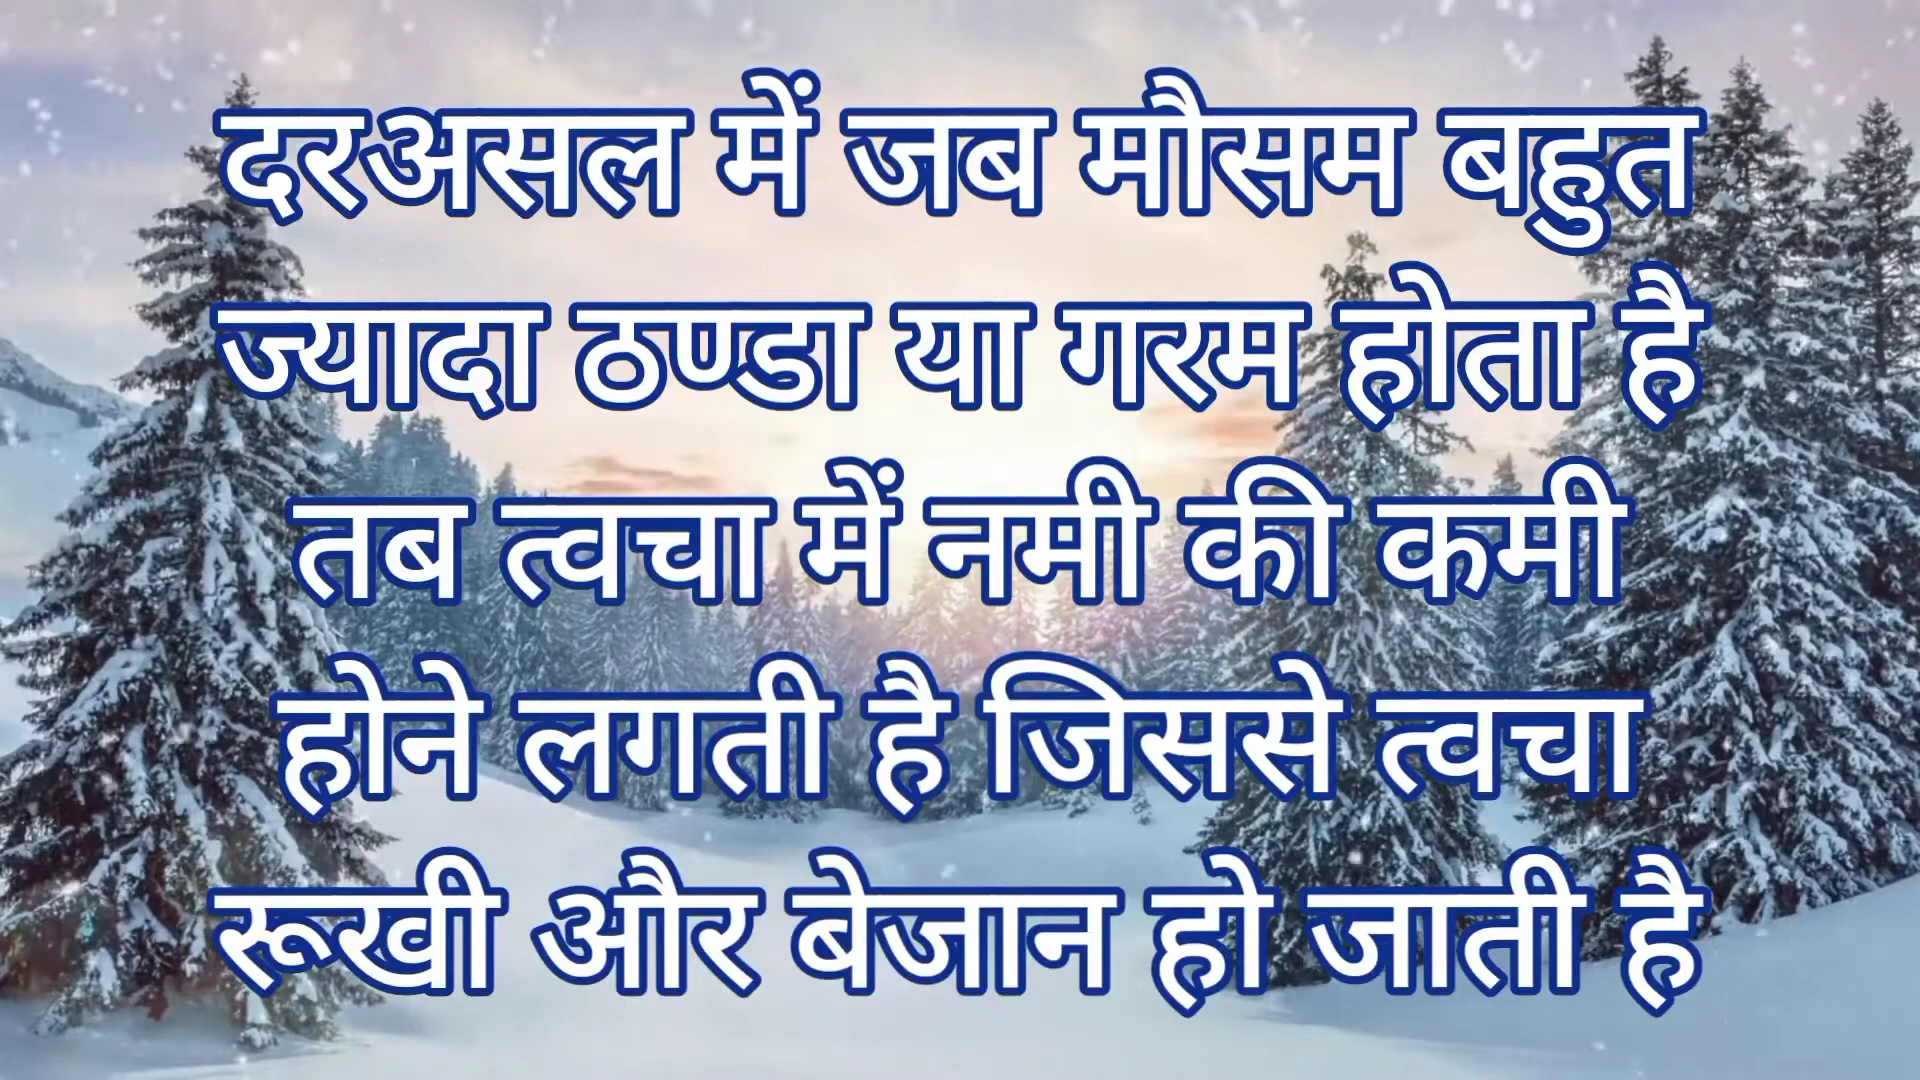 दरअसल में जब मौसम बहुत
ज्यादा ठण्डा या गरम होता है
तब त्वचा में नमी की कमी
होने लगती है जिससे त्वचा
रूखी और बेजान हो जाती है